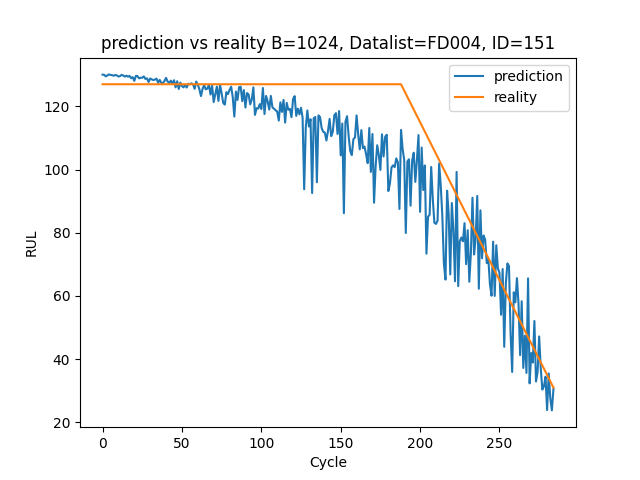 prediction vs reality B=1024, Datalist=FD004, ID=151
prediction
reality
RUL
120
100
80
60
40
20
0 50 100 150 200 250
Cycle